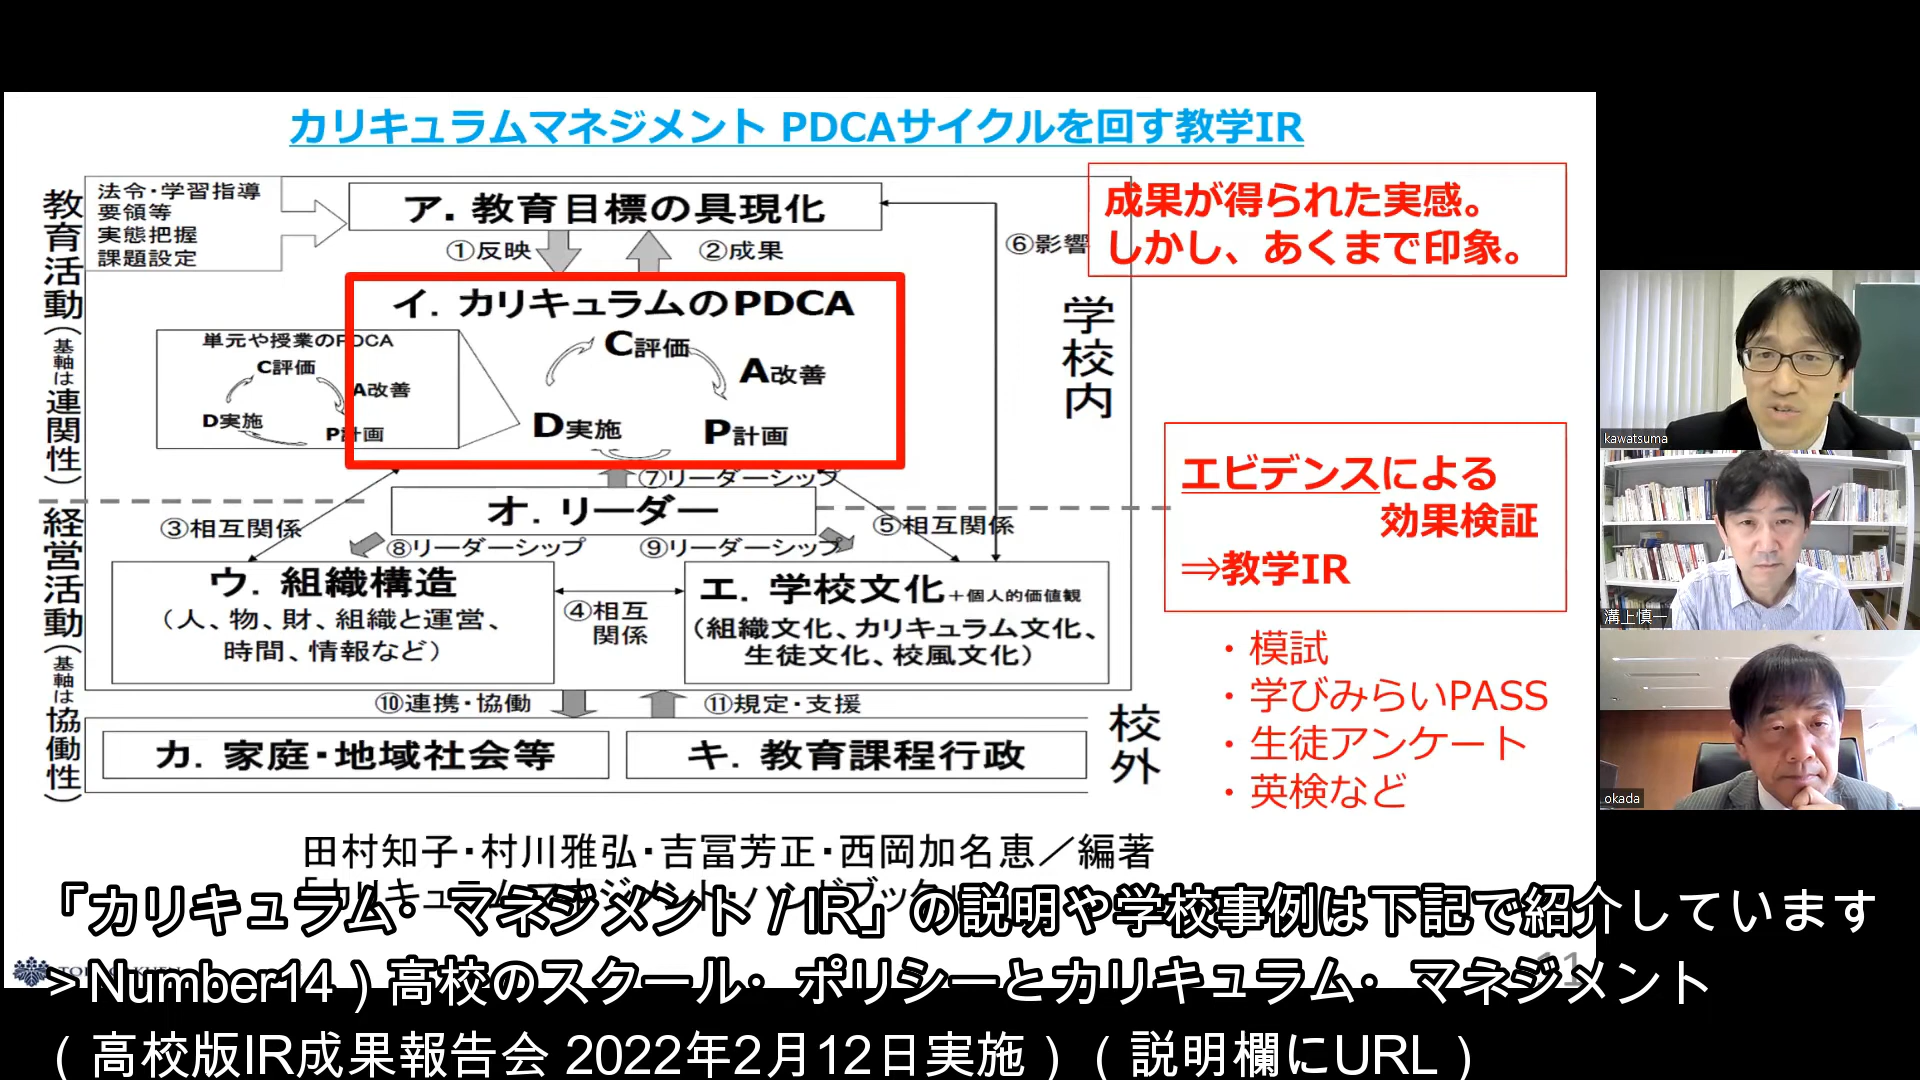 カリキュラムマネジメント PDCAサイクルを回す教学IR
教育活動（基軸は連関性）
法令・学習指導
要領等
実態把握
課題設定
ア．教育目標の具現化
①反映
②成果
⑥影響
成果が得られた実感。
しかし、あくまで印象。
イ．カリキュラムのPDCA
C評価
A改善
D実施
P計画
単元や授業のPDCA
C評価
A改善
D実施
P計画
学校内
⑦リーダーシップ
オ．リーダー
③相互関係
⑤相互関係
⑧リーダーシップ
⑨リーダーシップ
経営活動（基軸は協働性）
ウ．組織構造
（人、物、財、組織と運営、
時間、情報など）
④相互
関係
エ．学校文化＋個人的価値観
（組織文化、カリキュラム文化、
生徒文化、校風文化）
⑩連携・協働
⑪規定・支援
カ．家庭・地域社会等
キ．教育課程行政
校外
エビデンスによる
効果検証
⇒教学IR
・模試
・学びみらいPASS
・生徒アンケート
・英検など
田村知子・村川雅弘・吉冨芳正・西岡加名恵／編著
kawatsuma
溝上慎一
okada
「カリキュラム・マネジメント / IR」の説明や学校事例は下記で紹介しています
> Number14）高校のスクール・ポリシーとカリキュラム・マネジメント
（高校版IR成果報告会 2022年2月12日実施）（説明欄にURL）
11